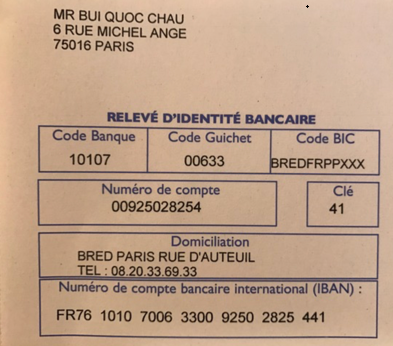 MR BUI QUOC CHAU
6 RUE MICHEL ANGE
75016 PARIS
RELEVÉ D'IDENTITÉ BANCAIRE
Code Banque Code Guichet Code BIC
10107 00633 BREDFRPPXXX
Numéro de compte Clé
00925028254 41
Domiciliation
BRED PARIS RUE D'AUTEUIL
TEL : 08.20.33.69.33
Numéro de compte bancaire international (IBAN) :
FR76 1010 7006 3300 9250 2825 441